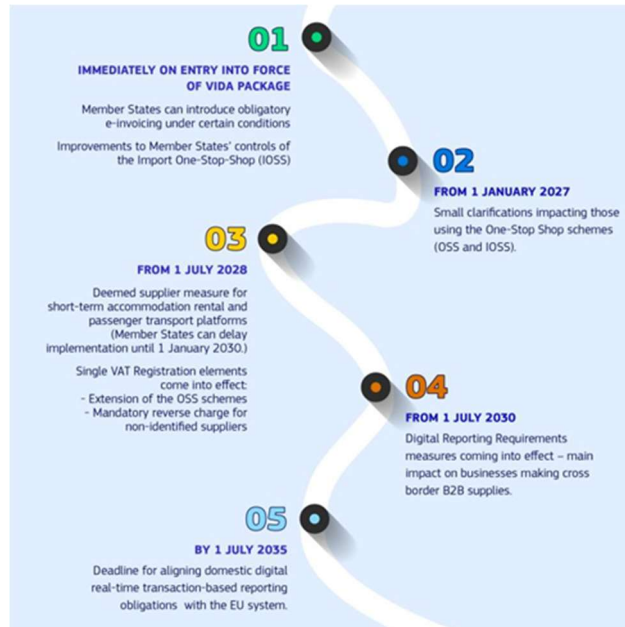 01
IMMEDIATELY ON ENTRY INTO FORCE
OF VIDA PACKAGE
Member States can introduce obligatory
e-invoicing under certain conditions
Improvements to Member States' controls of
the Import One-Stop-Shop (IOSS)
02
FROM 1 JANUARY 2027
Small clarifications impacting those
using the One-Stop Shop schemes
(OSS and IOSS).
03
FROM 1 JULY 2028
Deemed supplier measure for
short-term accommodation rental and
passenger transport platforms
(Member States can delay
implementation until 1 January 2030.)
Single VAT Registration elements
come into effect:
- Extension of the OSS schemes
- Mandatory reverse charge for
non-identified suppliers
04
FROM 1 JULY 2030
Digital Reporting Requirements
measures coming into effect – main
impact on businesses making cross
border B2B supplies.
05
BY 1 JULY 2035
Deadline for aligning domestic digital
real-time transaction-based reporting
obligations with the EU system.